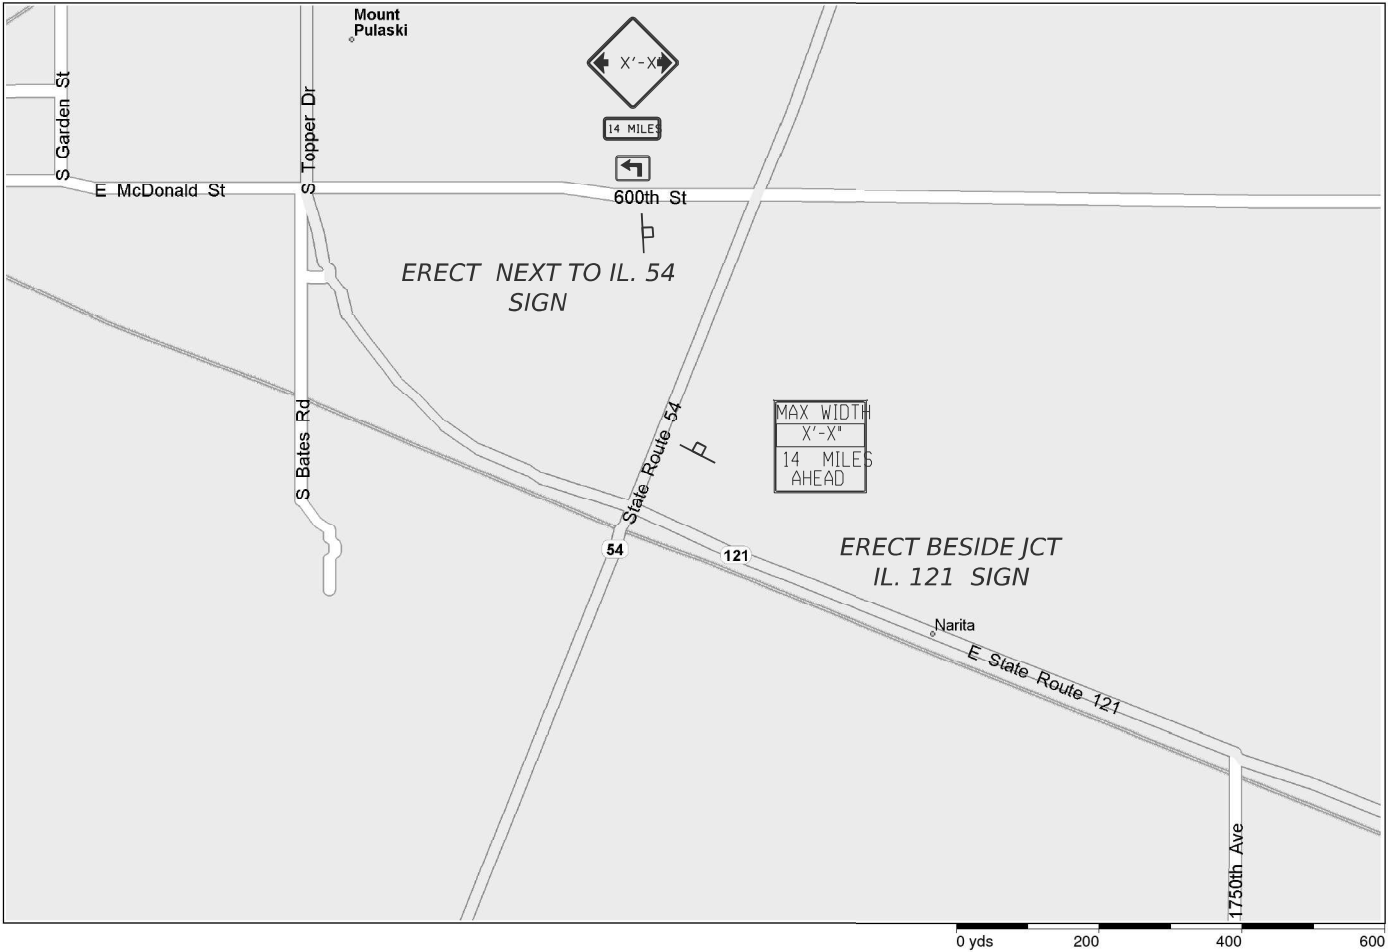 Mount
Pulaski
X'-X"
14 MILES
S Garden St
S Topper Dr
E McDonald St
600th St
ERECT NEXT TO IL. 54
SIGN
S Bates Rd
State Route 54
MAX WIDTH
X'-X"
14 MILES
AHEAD
54
121
ERECT BESIDE JCT
IL. 121 SIGN
Narita
E State Route 121
1750th Ave
0 yds 200 400 600